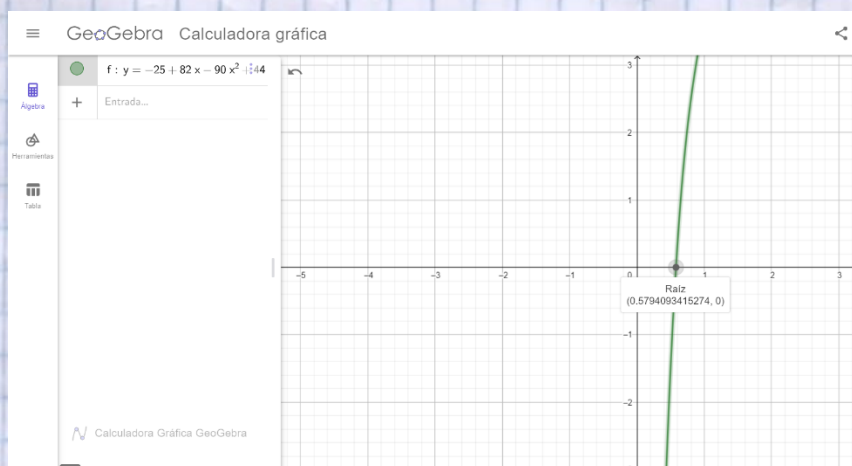 GeoGebra Calculadora gráfica
f : y = −25 + 82 x − 90 x² + 44
Entrada...
Álgebra
Herramientas
Tabla
3
2
1
−5 −4 −3 −2 −1 0 1 2 3
Raíz
(0.5794093415274, 0)
−1
−2
Calculadora Gráfica GeoGebra